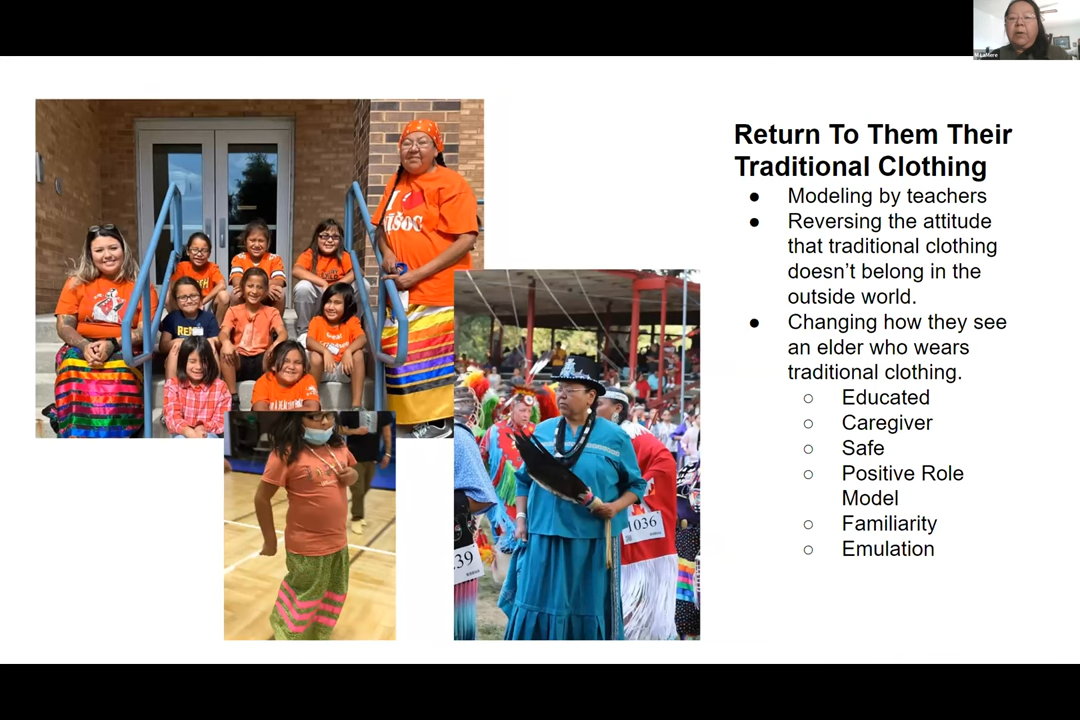 M LaMere
Return To Them Their
Traditional Clothing
● Modeling by teachers
● Reversing the attitude
that traditional clothing
doesn't belong in the
outside world.
● Changing how they see
an elder who wears
traditional clothing.
○ Educated
○ Caregiver
○ Safe
○ Positive Role
Model
○ Familiarity
○ Emulation
I
1036
39